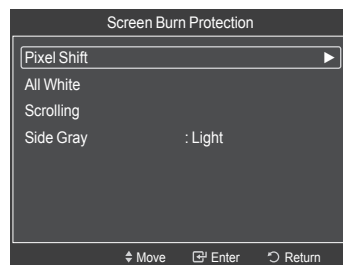 Screen Burn Protection
Pixel Shift
All White
Scrolling
Side Gray : Light
Move Enter Return